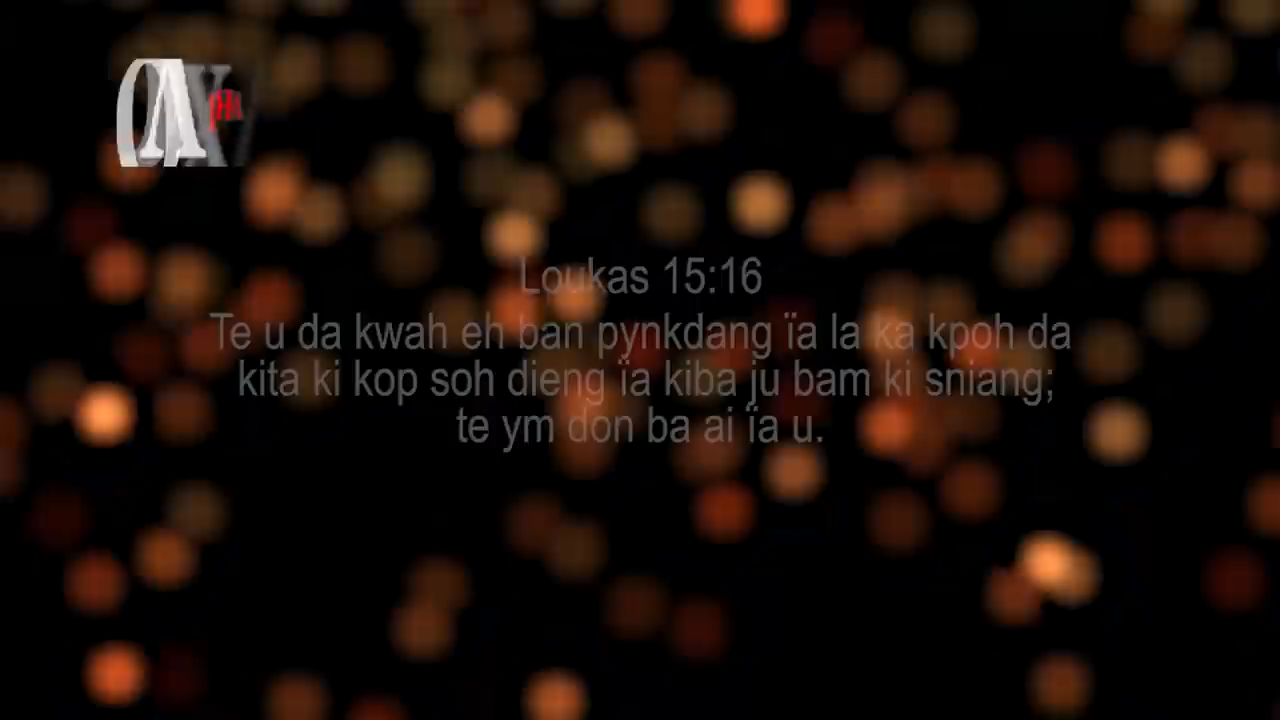 Loukas 15:16
Te u da kwah eh ban pynkdang ïa la ka kpoh da
kita ki kop soh dieng ïa kiba ju bam ki sniang;
te ym don ba ai ïa u.